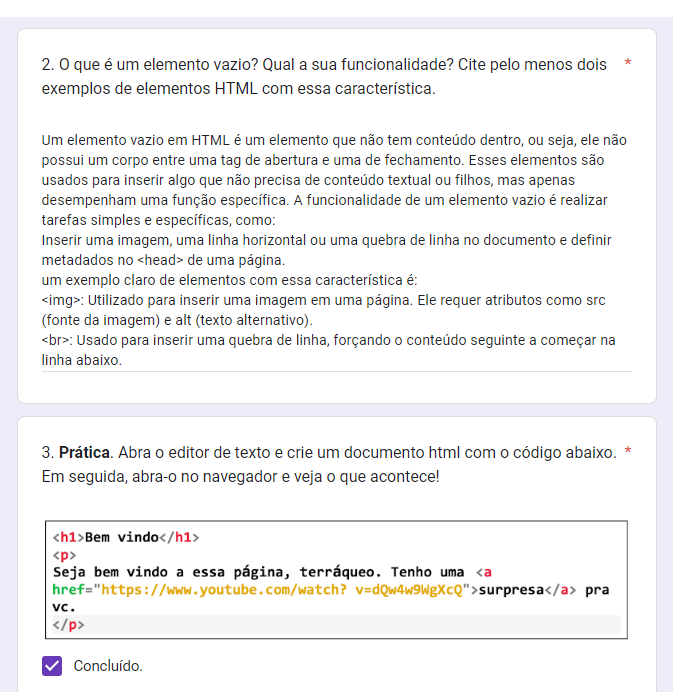 2. O que é um elemento vazio? Qual a sua funcionalidade? Cite pelo menos dois *
exemplos de elementos HTML com essa característica.
Um elemento vazio em HTML é um elemento que não tem conteúdo dentro, ou seja, ele não
possui um corpo entre uma tag de abertura e uma de fechamento. Esses elementos são
usados para inserir algo que não precisa de conteúdo textual ou filhos, mas apenas
desempenham uma função específica. A funcionalidade de um elemento vazio é realizar
tarefas simples e específicas, como:
Inserir uma imagem, uma linha horizontal ou uma quebra de linha no documento e definir
metadados no <head> de uma página.
um exemplo claro de elementos com essa característica é:
<img>: Utilizado para inserir uma imagem em uma página. Ele requer atributos como src
(fonte da imagem) e alt (texto alternativo).
<br>: Usado para inserir uma quebra de linha, forçando o conteúdo seguinte a começar na
linha abaixo.
3. Prática. Abra o editor de texto e crie um documento html com o código abaixo. *
Em seguida, abra-o no navegador e veja o que acontece!
<h1>Bem vindo</h1>
<p>
Seja bem vindo a essa página, terráqueo. Tenho uma <a
href="https://www.youtube.com/watch? v=dQw4w9WgXcQ">surpresa</a> pra
vc.
</p>
Concluído.